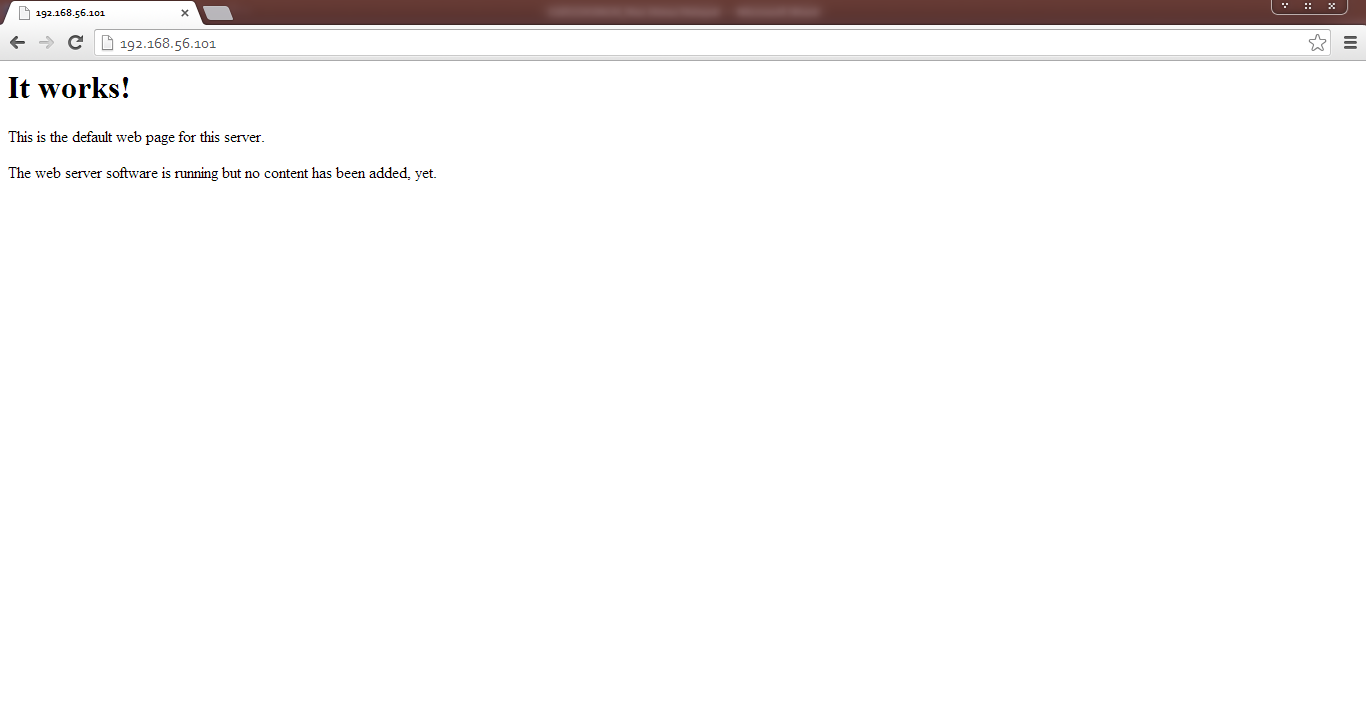 192.168.56.101
192.168.56.101
It works!
This is the default web page for this server.
The web server software is running but no content has been added, yet.